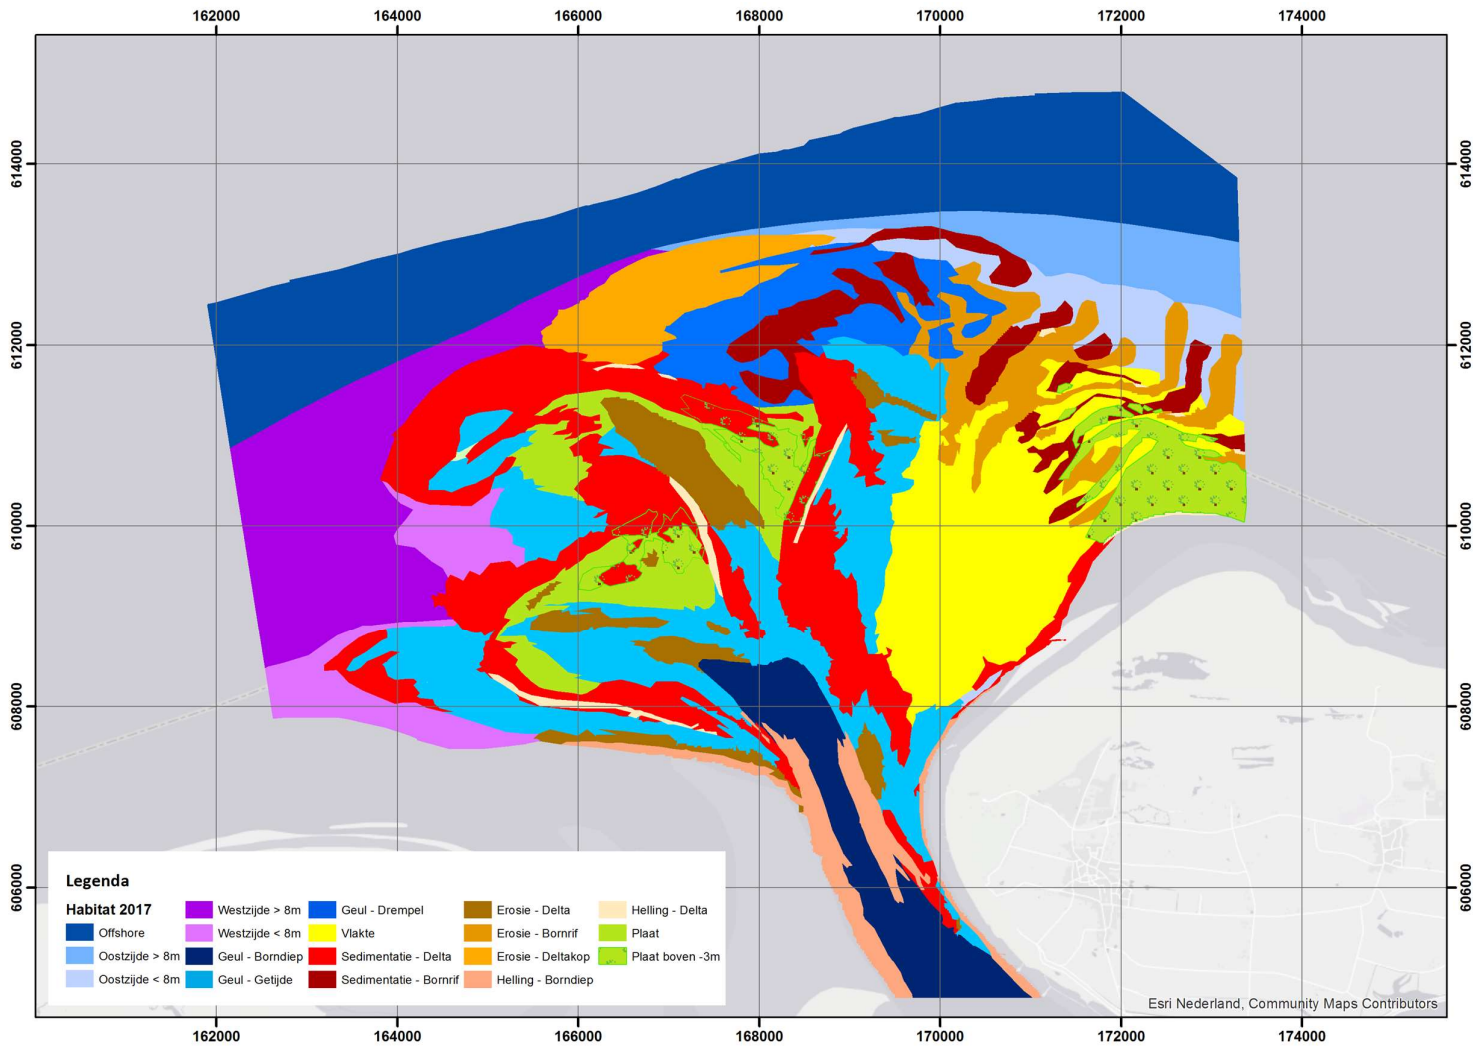 162000 164000 166000 168000 170000 172000 174000
614000 614000
612000 612000
610000 610000
608000 608000
606000 606000
Legenda
Habitat 2017
Offshore
Oostzijde > 8m
Oostzijde < 8m
Westzijde > 8m
Westzijde < 8m
Geul - Borndiep
Geul - Getijde
Geul - Drempel
Vlakte
Sedimentatie - Delta
Sedimentatie - Bornrif
Erosie - Delta
Erosie - Bornrif
Erosie - Deltakop
Helling - Borndiep
Helling - Delta
Plaat
Plaat boven -3m
Esri Nederland, Community Maps Contributors
162000 164000 166000 168000 170000 172000 174000